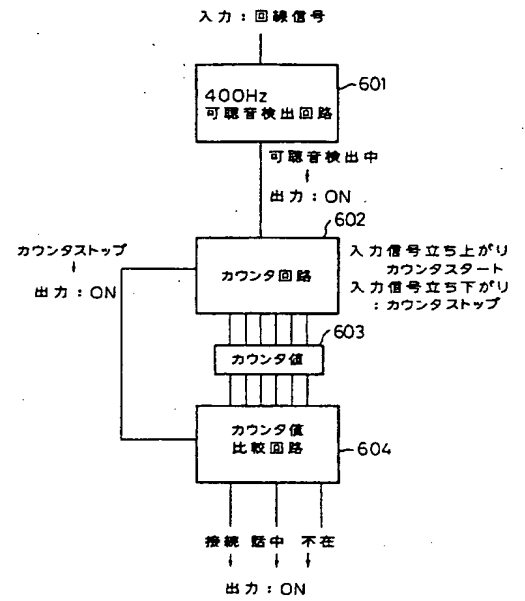 入力：回線信号
601
400Hz
可聴音検出回路
可聴音検出中
↓
出力：ON
602
カウンタストップ
↓
出力：ON
カウンタ回路
入力信号立ち上がり
カウンタスタート
入力信号立ち下がり
：カウンタストップ
603
カウンタ値
カウンタ値
比較回路
604
接続 話中 不在
↓ ↓ ↓
出力：ON